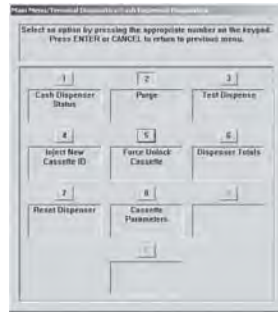 Main Menu/Terminal Diagnostics/Cash Dispenser Diagnostics
Select an option by pressing the appropriate number on the keypad.
Press ENTER or CANCEL to return to previous menu.
1
2
3
Cash Dispenser
Status
Purge
Test Dispense
4
5
6
Inject New
Cassette ID
Force Unlock
Cassette
Dispenser Totals
7
8
Reset Dispenser
Cassette
Parameters